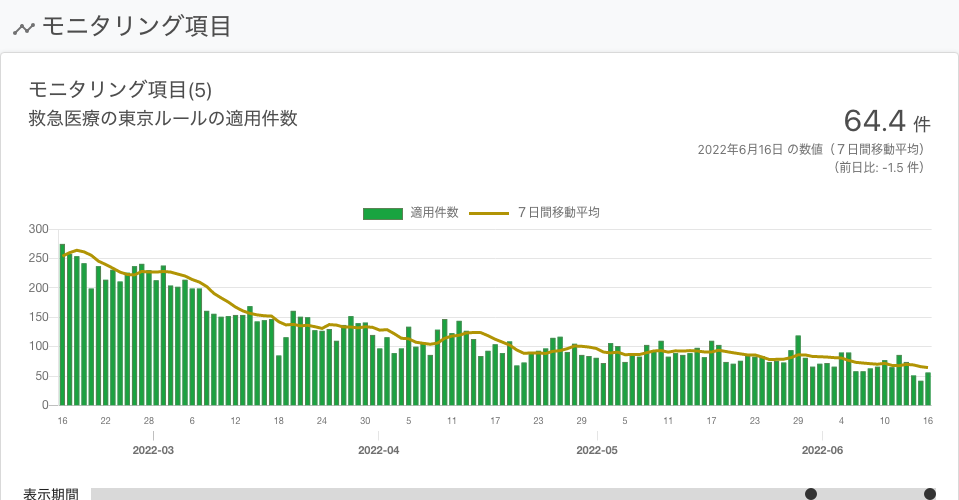 モニタリング項目
モニタリング項目(5)
救急医療の東京ルールの適用件数
64.4 件
2022年6月16日 の数値（７日間移動平均）
（前日比: -1.5 件）
適用件数 ７日間移動平均
300
250
200
150
100
50
0
16 22 28 6 12 18 24 30 5 11 17 23 29 5 11 17 23 29 4 10 16
2022-03 2022-04 2022-05 2022-06
表示期間